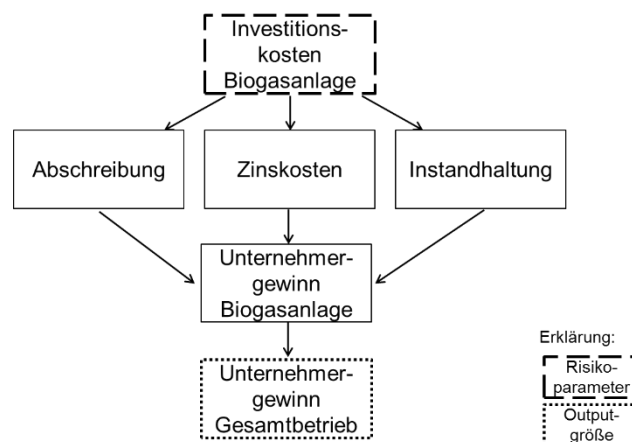 Investitions-
kosten
Biogasanlage
Abschreibung
Zinskosten
Instandhaltung
Unternehmer-
gewinn
Biogasanlage
Unternehmer-
gewinn
Gesamtbetrieb
Erklärung:
Risiko-
parameter
Output-
größe